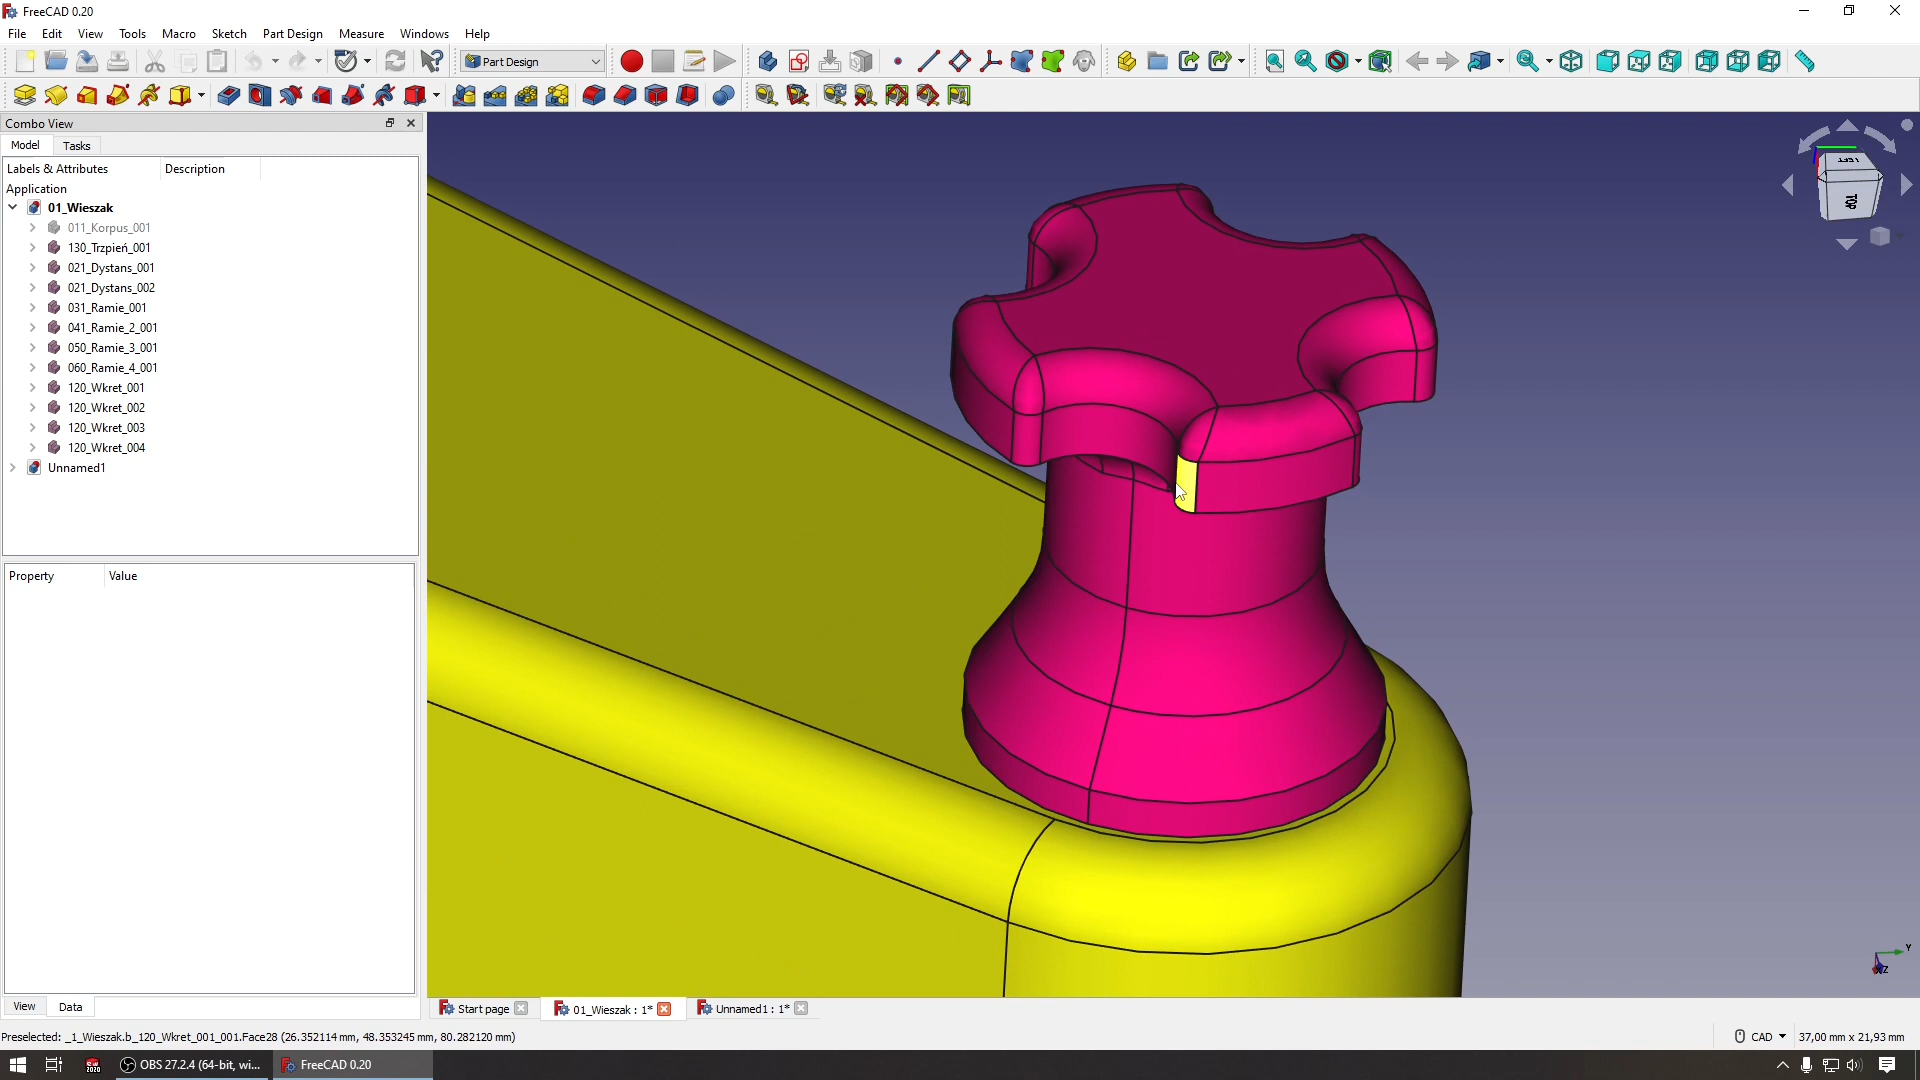 FreeCAD 0.20
File Edit View Tools Macro Sketch Part Design Measure Windows Help
Part Design
Combo View
Model Tasks
Labels & Attributes Description
Application
01_Wieszak
011_Korpus_001
130_Trzpień_001
021_Dystans_001
021_Dystans_002
031_Ramie_001
041_Ramie_2_001
050_Ramie_3_001
060_Ramie_4_001
120_Wkret_001
120_Wkret_002
120_Wkret_003
120_Wkret_004
Unnamed1
Property Value
LEFT
TOP
Y
Z
View Data
Start page 01_Wieszak : 1* Unnamed1 : 1*
Preselected: _1_Wieszak.b_120_Wkret_001_001.Face28 (26.352114 mm, 48.353245 mm, 80.282120 mm)
CAD 37,00 mm x 21,93 mm
2020
OBS 27.2.4 (64-bit, wi... FreeCAD 0.20